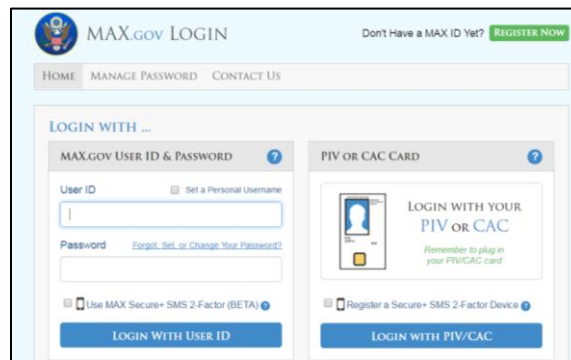 MAX.GOV LOGIN
Don't Have a MAX ID Yet? REGISTER NOW
HOME MANAGE PASSWORD CONTACT US
LOGIN WITH ...
MAX.GOV USER ID & PASSWORD ?
User ID Set a Personal Username
Password Forgot, Set, or Change Your Password?
Use MAX Secure+ SMS 2-Factor (BETA) ?
LOGIN WITH USER ID
PIV OR CAC CARD ?
LOGIN WITH YOUR
PIV OR CAC
Remember to plug in
your PIV/CAC card
Register a Secure+ SMS 2-Factor Device ?
LOGIN WITH PIV/CAC